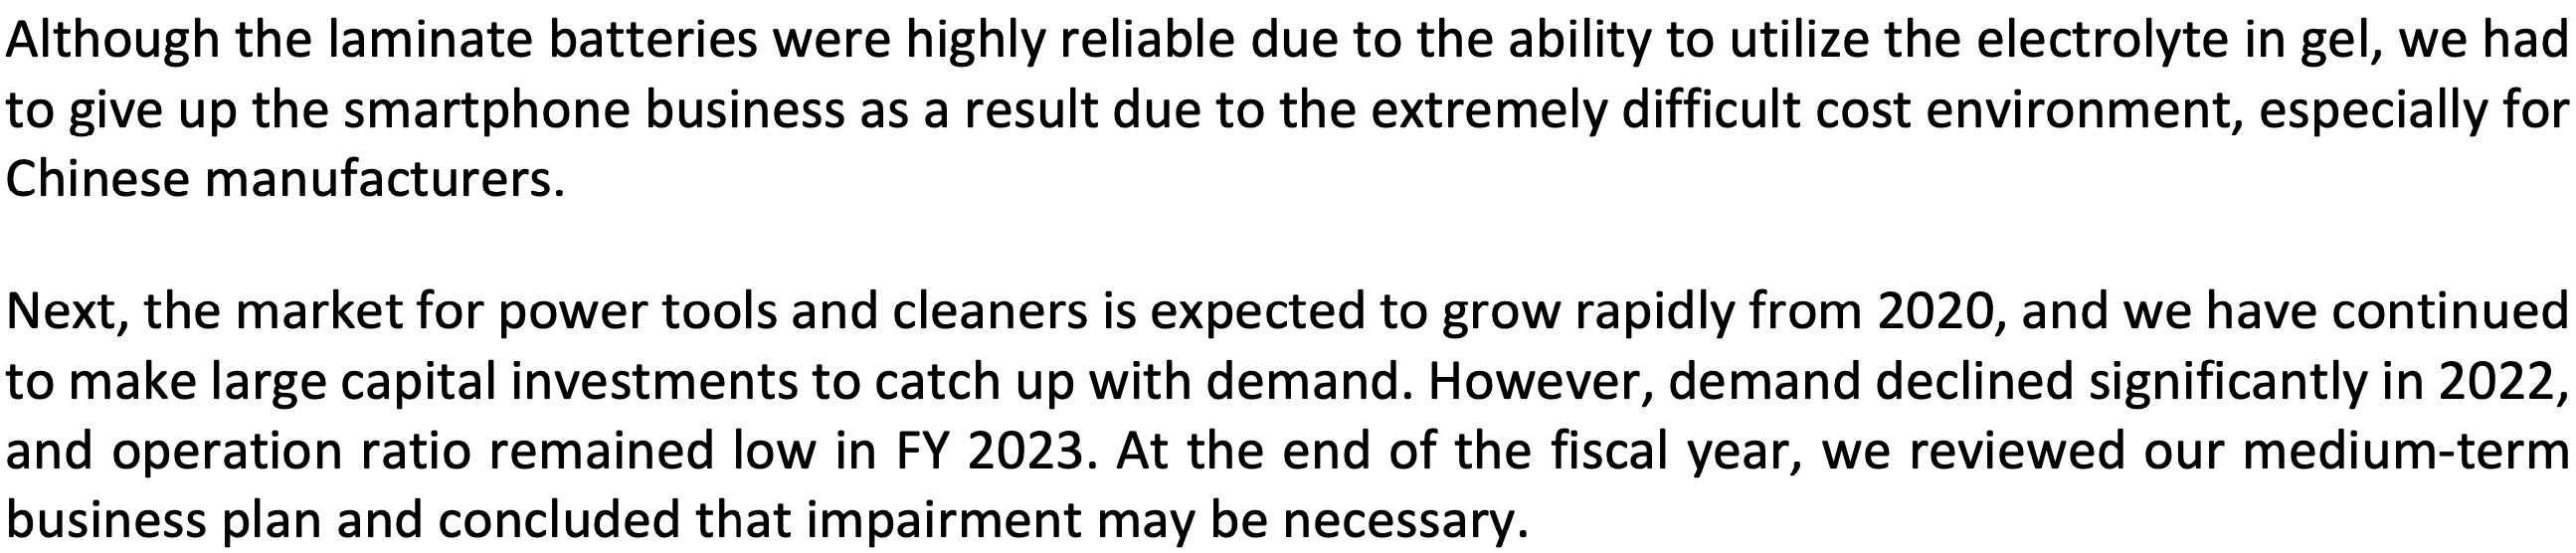 Although the laminate batteries were highly reliable due to the ability to utilize the electrolyte in gel, we had
to give up the smartphone business as a result due to the extremely difficult cost environment, especially for
Chinese manufacturers.
Next, the market for power tools and cleaners is expected to grow rapidly from 2020, and we have continued
to make large capital investments to catch up with demand. However, demand declined significantly in 2022,
and operation ratio remained low in FY 2023. At the end of the fiscal year, we reviewed our medium-term
business plan and concluded that impairment may be necessary.